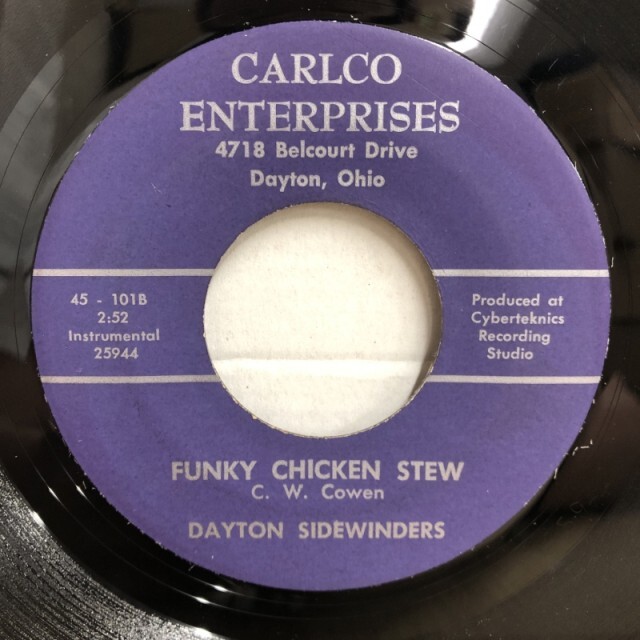 CARLCO
ENTERPRISES
4718 Belcourt Drive
Dayton, Ohio
45 - 101B
2:52
Instrumental
25944
Produced at
Cyberteknics
Recording
Studio
FUNKY CHICKEN STEW
C. W. Cowen
DAYTON SIDEWINDERS